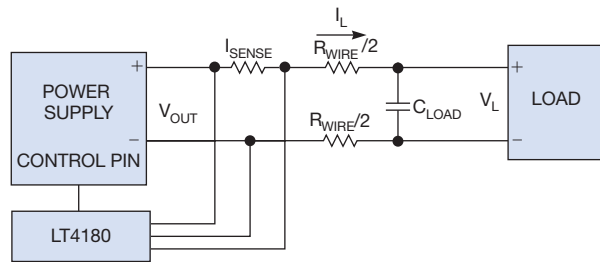 I_L
I_SENSE
R_WIRE/2
+
+
POWER
SUPPLY
V_OUT
C_LOAD
V_L
LOAD
−
R_WIRE/2
−
CONTROL PIN
LT4180